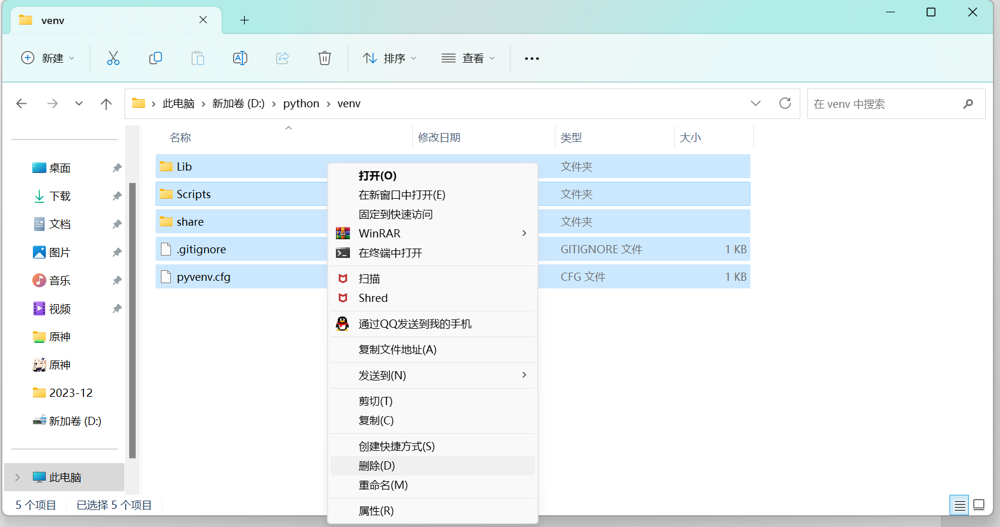 venv
新建
排序
查看
此电脑 新加卷 (D:) python venv
在 venv 中搜索
名称 修改日期 类型 大小
桌面
下载
文档
图片
音乐
视频
原神
原神
2023-12
新加卷 (D:)
此电脑
Lib 文件夹
Scripts 文件夹
share 文件夹
.gitignore GITIGNORE 文件 1 KB
pyvenv.cfg CFG 文件 1 KB
打开(O)
在新窗口中打开(E)
固定到快速访问
WinRAR
在终端中打开
扫描
Shred
通过QQ发送到我的手机
复制文件地址(A)
发送到(N)
剪切(T)
复制(C)
创建快捷方式(S)
删除(D)
重命名(M)
属性(R)
5 个项目 已选择 5 个项目